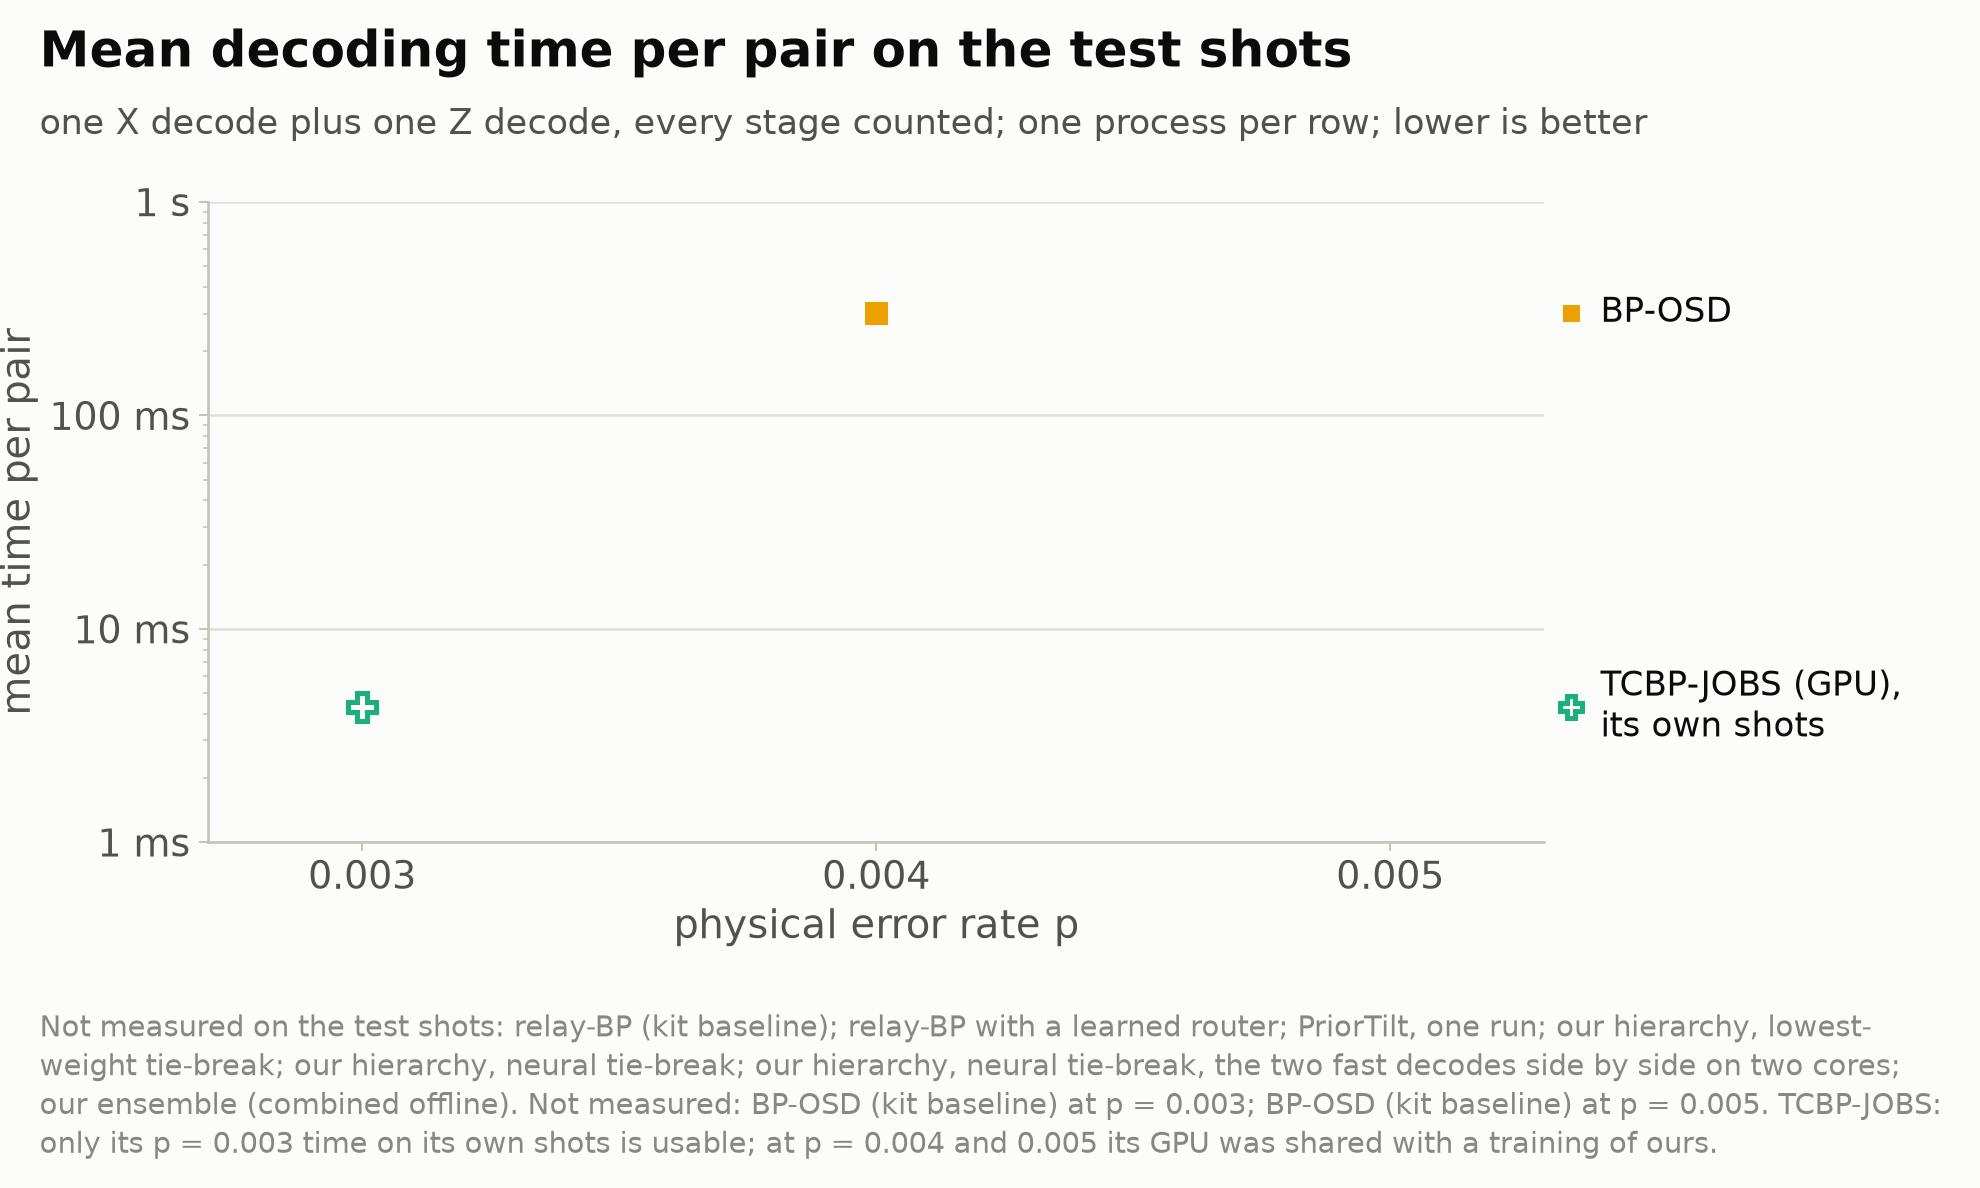 Mean decoding time per pair on the test shots
one X decode plus one Z decode, every stage counted; one process per row; lower is better
1 s
100 ms
10 ms
1 ms
mean time per pair
BP-OSD
TCBP-JOBS (GPU),
its own shots
0.003
0.004
0.005
physical error rate p
Not measured on the test shots: relay-BP (kit baseline); relay-BP with a learned router; PriorTilt, one run; our hierarchy, lowest-
weight tie-break; our hierarchy, neural tie-break; our hierarchy, neural tie-break, the two fast decodes side by side on two cores;
our ensemble (combined offline). Not measured: BP-OSD (kit baseline) at p = 0.003; BP-OSD (kit baseline) at p = 0.005. TCBP-JOBS:
only its p = 0.003 time on its own shots is usable; at p = 0.004 and 0.005 its GPU was shared with a training of ours.